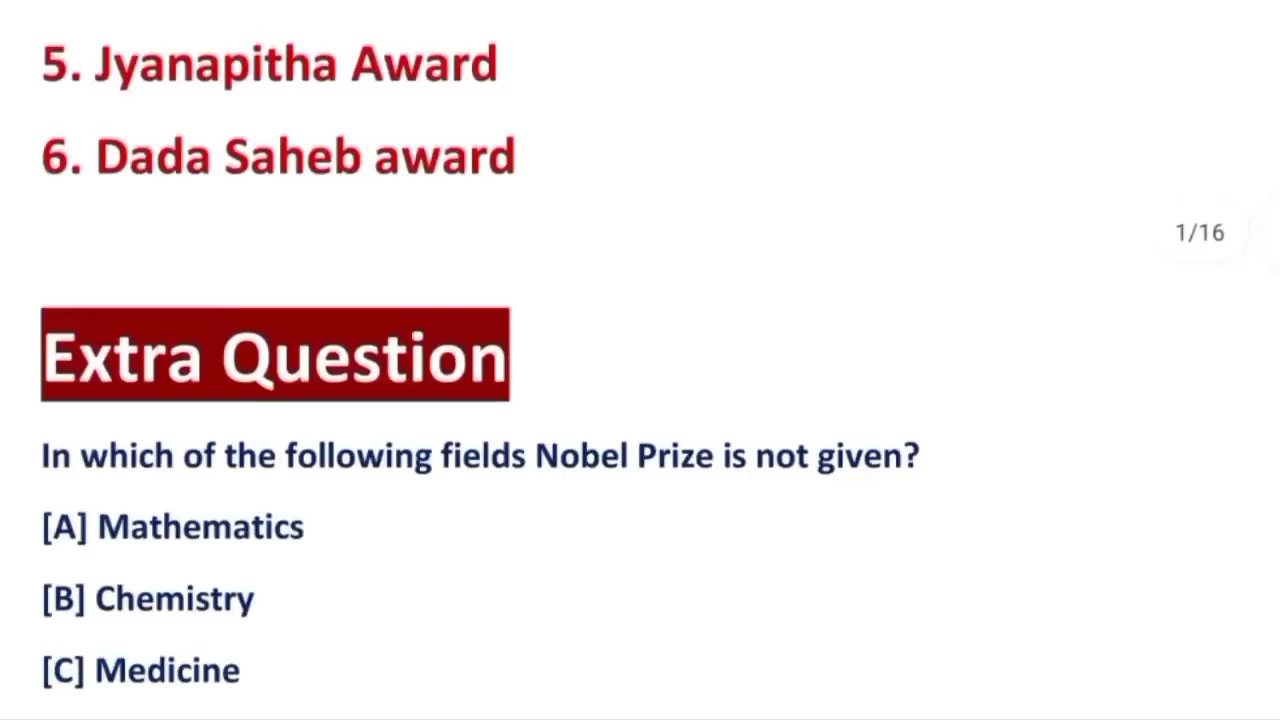 5. Jyanapitha Award
6. Dada Saheb award
1/16
Extra Question
In which of the following fields Nobel Prize is not given?
[A] Mathematics
[B] Chemistry
[C] Medicine